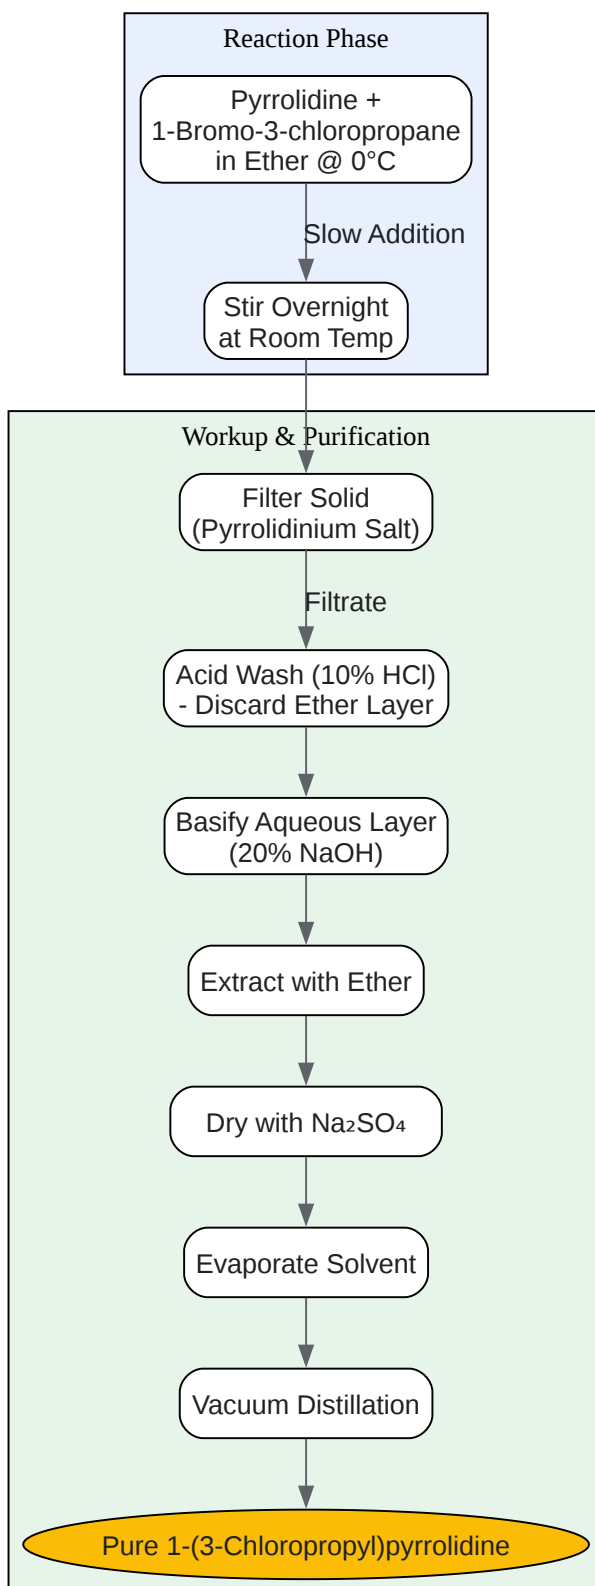 Reaction Phase
Pyrrolidine +
1-Bromo-3-chloropropane
in Ether @ 0°C
Slow Addition
Stir Overnight
at Room Temp
Workup & Purification
Filter Solid
(Pyrrolidinium Salt)
Filtrate
Acid Wash (10% HCl)
- Discard Ether Layer
Basify Aqueous Layer
(20% NaOH)
Extract with Ether
Dry with Na₂SO₄
Evaporate Solvent
Vacuum Distillation
Pure 1-(3-Chloropropyl)pyrrolidine